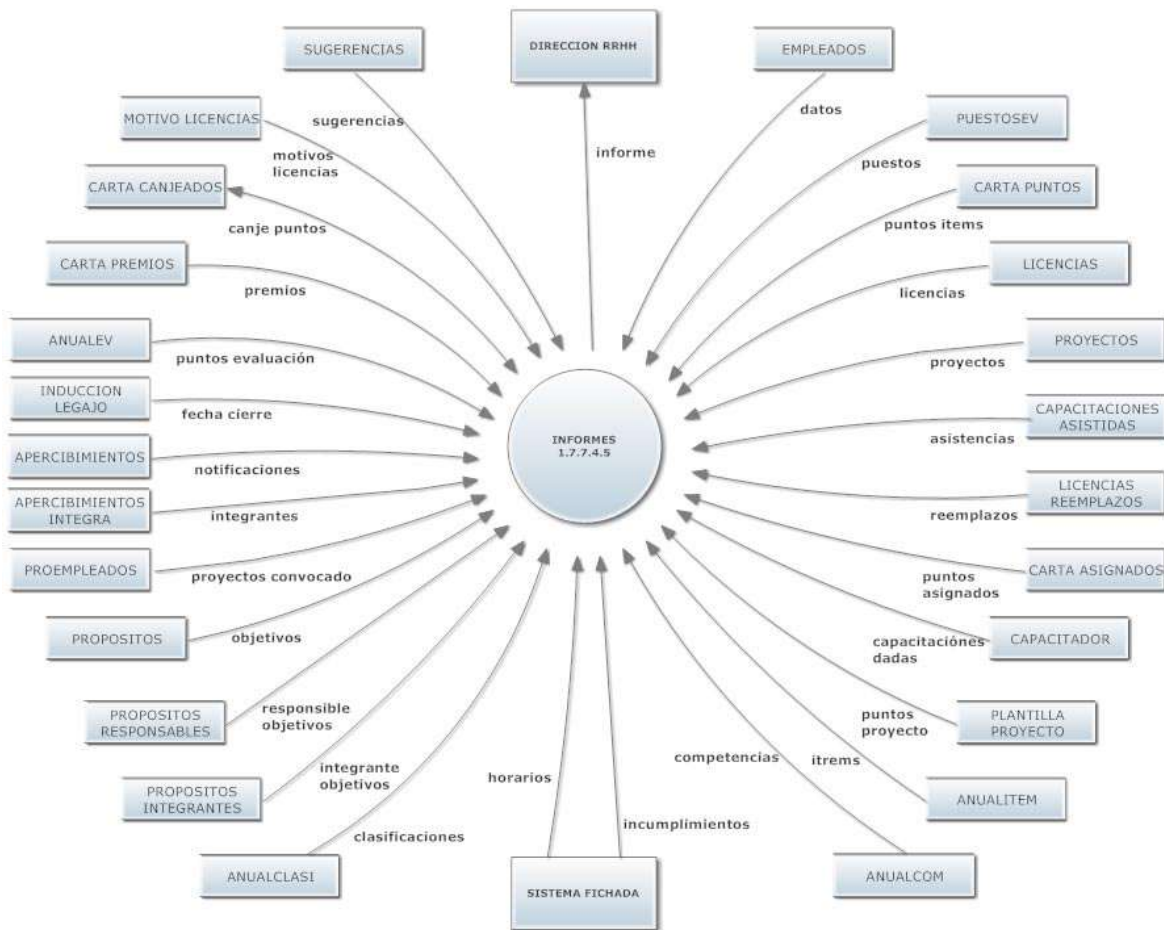 SUGERENCIAS
DIRECCION RRHH
EMPLEADOS
sugerencias
datos
MOTIVO LICENCIAS
motivos
licencias
informe
PUESTOSEV
puestos
CARTA CANJEADOS
canje puntos
CARTA PUNTOS
puntos items
CARTA PREMIOS
premios
LICENCIAS
licencias
ANUALEV
puntos evaluación
PROYECTOS
proyectos
INDUCCION
LEGAJO
fecha cierre
CAPACITACIONES
ASISTIDAS
asistencias
INFORMES
1.7.7.4.5
APERCIBIMIENTOS
notificaciones
LICENCIAS
REEMPLAZOS
reemplazos
APERCIBIMIENTOS
INTEGRA
integrantes
PROEMPLEADOS
proyectos convocado
CARTA ASIGNADOS
puntos
asignados
PROPOSITOS
objetivos
CAPACITADOR
capacitaciónes
dadas
PROPOSITOS
RESPONSABLES
responsible
objetivos
PLANTILLA
PROYECTO
puntos
proyecto
PROPOSITOS
INTEGRANTES
integrante
objetivos
horarios
competencias
itrems
ANUALITEM
ANUALCLASI
clasificaciones
incumplimientos
SISTEMA FICHADA
ANUALCOM